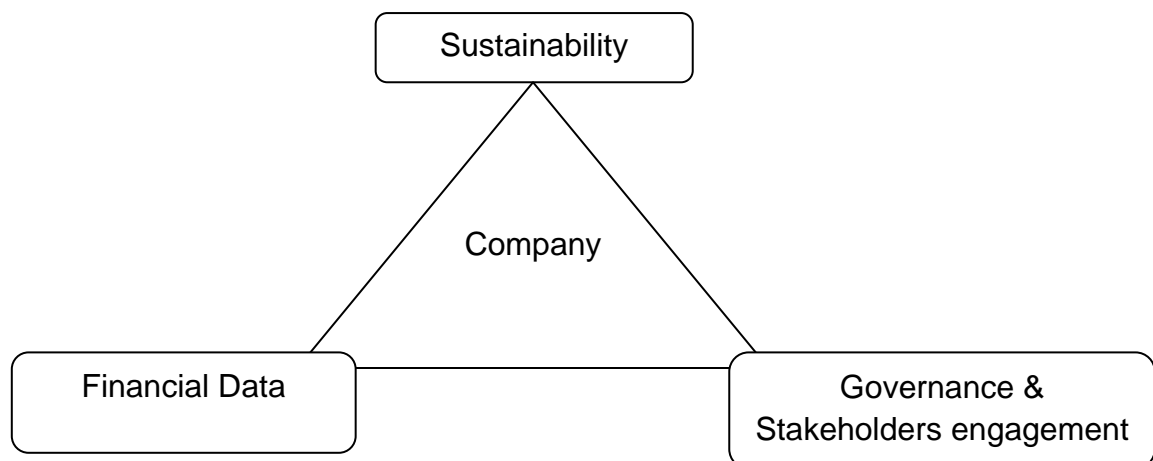 Sustainability
Company
Financial Data
Governance &
Stakeholders engagement